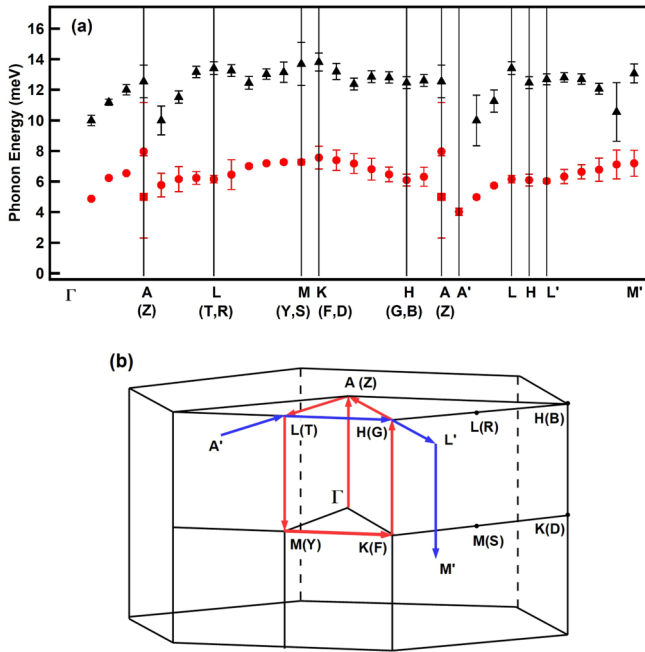 (a)
Phonon Energy (meV)
16
14
12
10
8
6
4
2
0
Γ A L M K H A A' L H L' M'
(Z) (T,R) (Y,S) (F,D) (G,B) (Z)
(b)
A (Z)
A' L(T) H(G) L' L(R) H(B)
Γ
M(Y) K(F) M(S) K(D)
M'